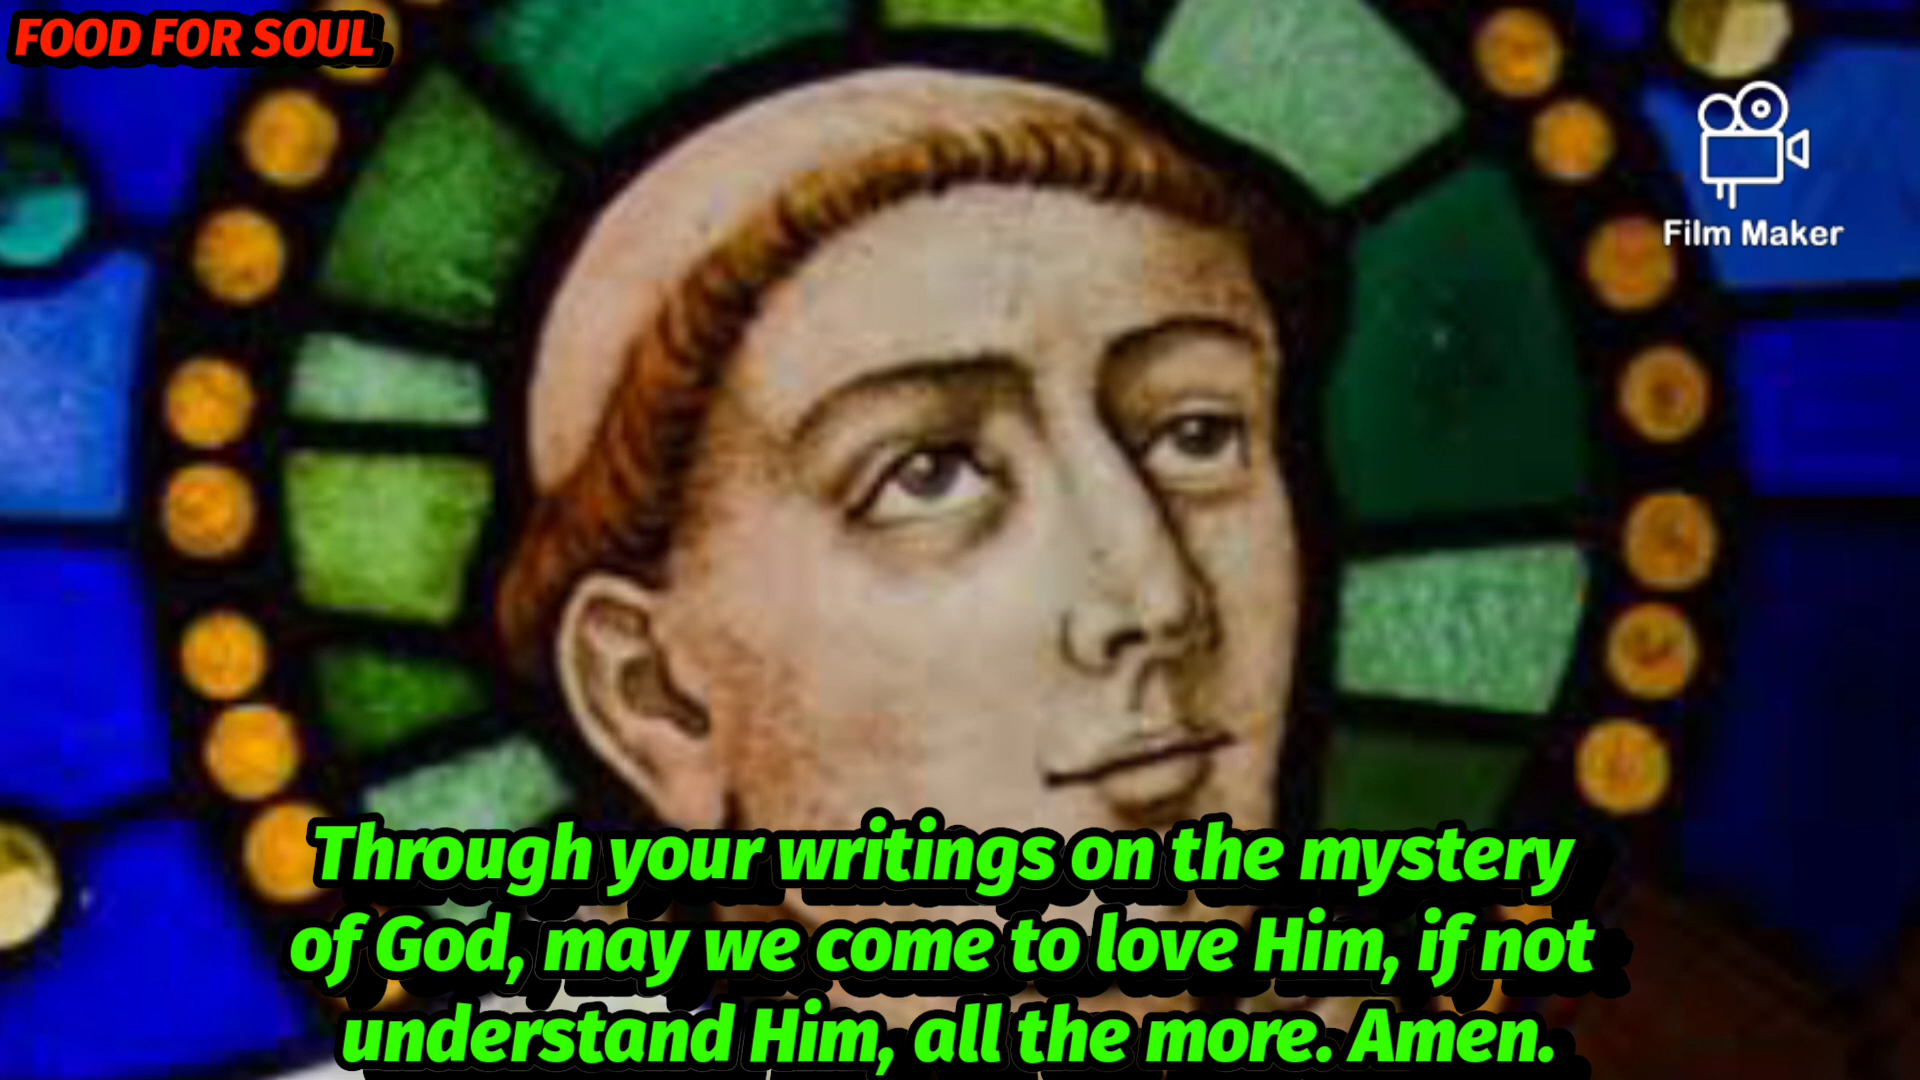 FOOD FOR SOUL
Film Maker
Through your writings on the mystery
of God, may we come to love Him, if not
understand Him, all the more. Amen.